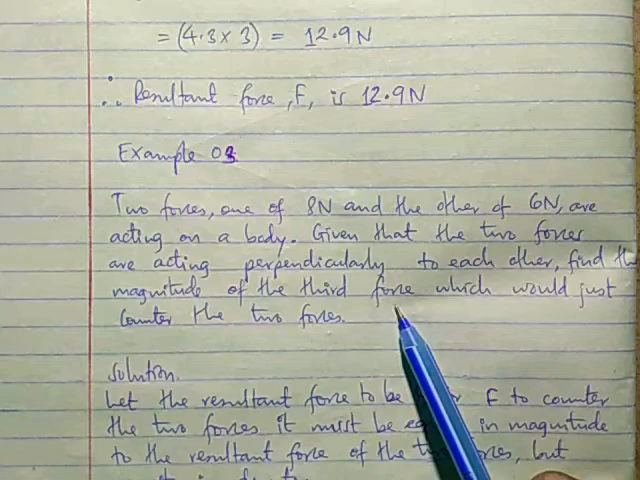 = (4.3 x 3) = 12.9N
∴ Resultant force, F, is 12.9N
Example 03
Two forces, one of 8N and the other of 6N, are
acting on a body. Given that the two forces
are acting perpendicularly to each other, find the
magnitude of the third force which would just
counter the two forces.
Solution.
Let the resultant force to be F to counter
the two forces it must be in magnitude
to the resultant force of the forces, but